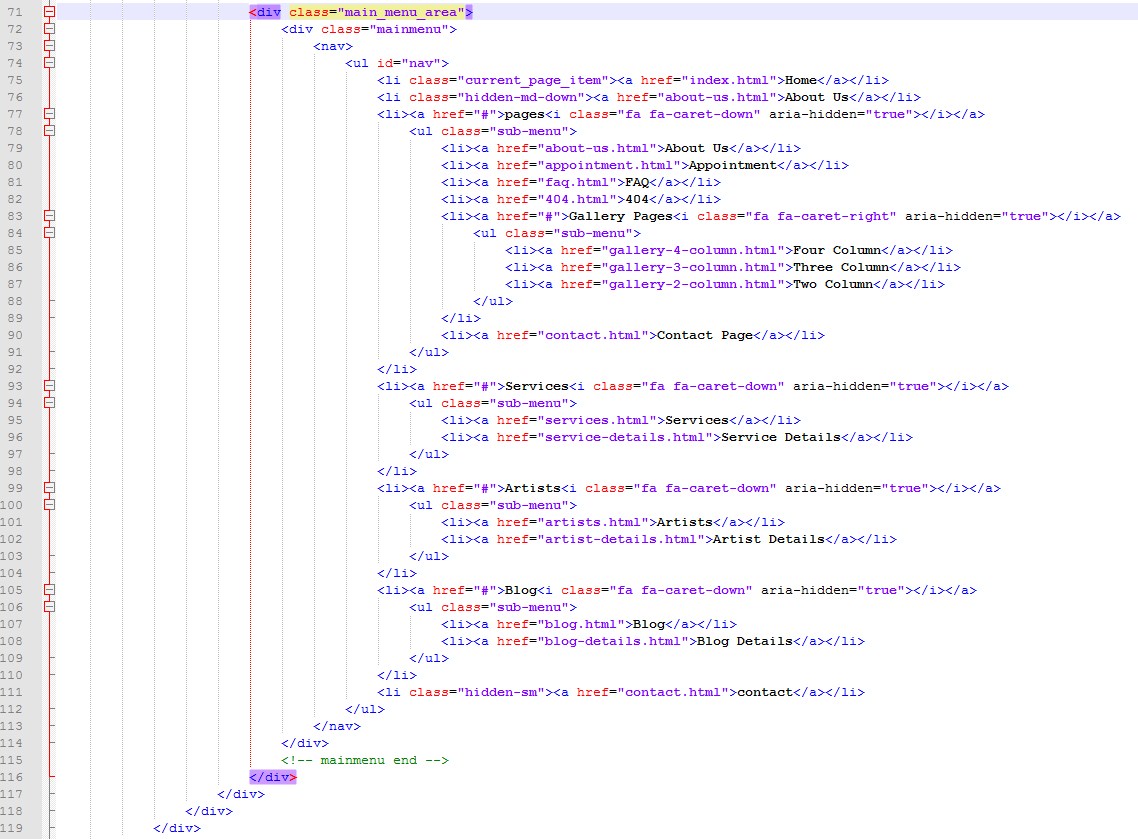 71 <div class="main_menu_area">
72 <div class="mainmenu">
73 <nav>
74 <ul id="nav">
75 <li class="current_page_item"><a href="index.html">Home</a></li>
76 <li class="hidden-md-down"><a href="about-us.html">About Us</a></li>
77 <li><a href="#">pages<i class="fa fa-caret-down" aria-hidden="true"></i></a>
78 <ul class="sub-menu">
79 <li><a href="about-us.html">About Us</a></li>
80 <li><a href="appointment.html">Appointment</a></li>
81 <li><a href="faq.html">FAQ</a></li>
82 <li><a href="404.html">404</a></li>
83 <li><a href="#">Gallery Pages<i class="fa fa-caret-right" aria-hidden="true"></i></a>
84 <ul class="sub-menu">
85 <li><a href="gallery-4-column.html">Four Column</a></li>
86 <li><a href="gallery-3-column.html">Three Column</a></li>
87 <li><a href="gallery-2-column.html">Two Column</a></li>
88 </ul>
89 </li>
90 <li><a href="contact.html">Contact Page</a></li>
91 </ul>
92 </li>
93 <li><a href="#">Services<i class="fa fa-caret-down" aria-hidden="true"></i></a>
94 <ul class="sub-menu">
95 <li><a href="services.html">Services</a></li>
96 <li><a href="service-details.html">Service Details</a></li>
97 </ul>
98 </li>
99 <li><a href="#">Artists<i class="fa fa-caret-down" aria-hidden="true"></i></a>
100 <ul class="sub-menu">
101 <li><a href="artists.html">Artists</a></li>
102 <li><a href="artist-details.html">Artist Details</a></li>
103 </ul>
104 </li>
105 <li><a href="#">Blog<i class="fa fa-caret-down" aria-hidden="true"></i></a>
106 <ul class="sub-menu">
107 <li><a href="blog.html">Blog</a></li>
108 <li><a href="blog-details.html">Blog Details</a></li>
109 </ul>
110 </li>
111 <li class="hidden-sm"><a href="contact.html">contact</a></li>
112 </ul>
113 </nav>
114 </div>
115 <!-- mainmenu end -->
116 </div>
117 </div>
118 </div>
119 </div>